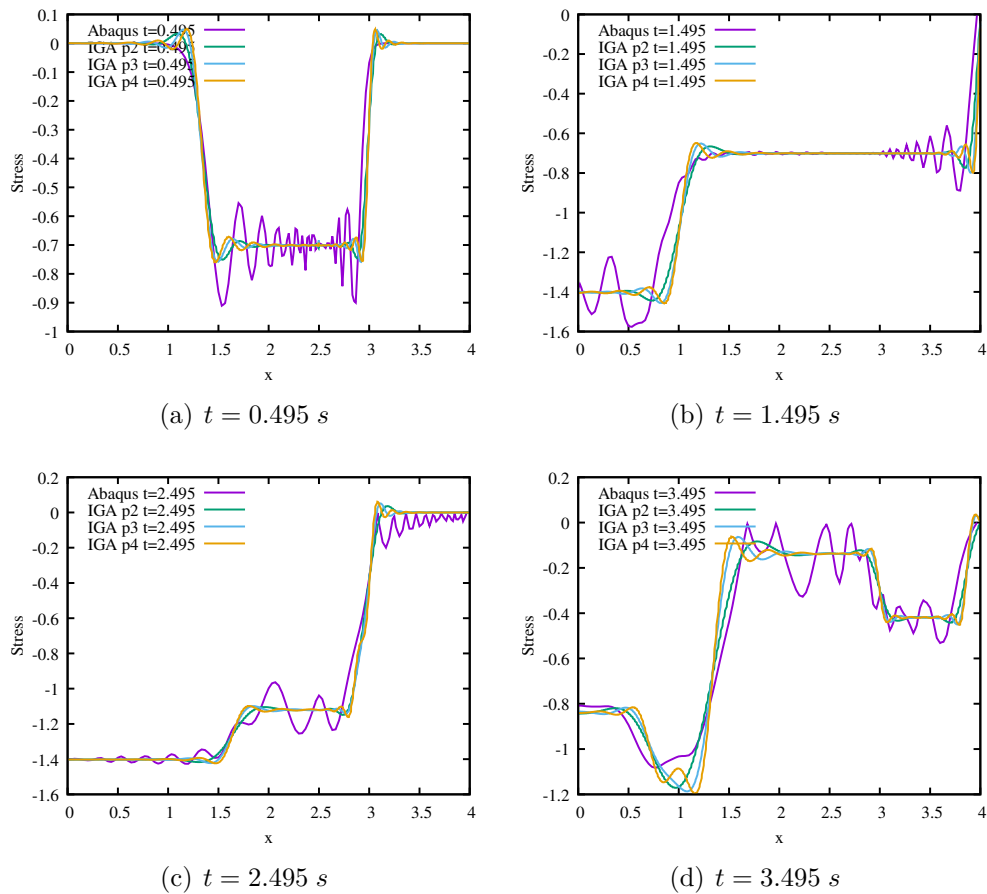 0.1
0
-0.1
-0.2
-0.3
-0.4
-0.5
-0.6
-0.7
-0.8
-0.9
-1
Stress
Abaqus t=0.495
IGA p2 t=0.495
IGA p3 t=0.495
IGA p4 t=0.495
0 0.5 1 1.5 2 2.5 3 3.5 4
x
(a) t = 0.495 s
0
-0.2
-0.4
-0.6
-0.8
-1
-1.2
-1.4
-1.6
Stress
Abaqus t=1.495
IGA p2 t=1.495
IGA p3 t=1.495
IGA p4 t=1.495
0 0.5 1 1.5 2 2.5 3 3.5 4
x
(b) t = 1.495 s
0.2
0
-0.2
-0.4
-0.6
-0.8
-1
-1.2
-1.4
-1.6
Stress
Abaqus t=2.495
IGA p2 t=2.495
IGA p3 t=2.495
IGA p4 t=2.495
0 0.5 1 1.5 2 2.5 3 3.5 4
x
(c) t = 2.495 s
0.2
0
-0.2
-0.4
-0.6
-0.8
-1
-1.2
Stress
Abaqus t=3.495
IGA p2 t=3.495
IGA p3 t=3.495
IGA p4 t=3.495
0 0.5 1 1.5 2 2.5 3 3.5 4
x
(d) t = 3.495 s